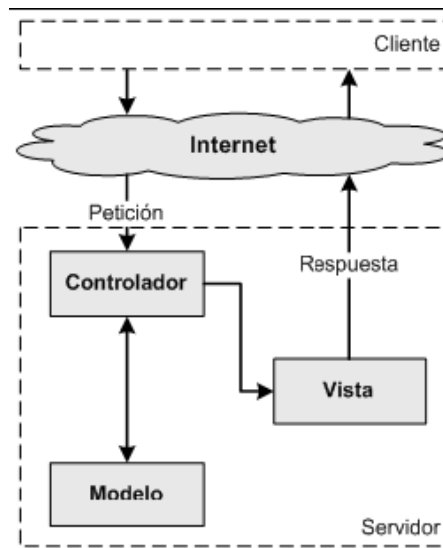 Cliente
Internet
Petición
Controlador
Respuesta
Vista
Modelo
Servidor